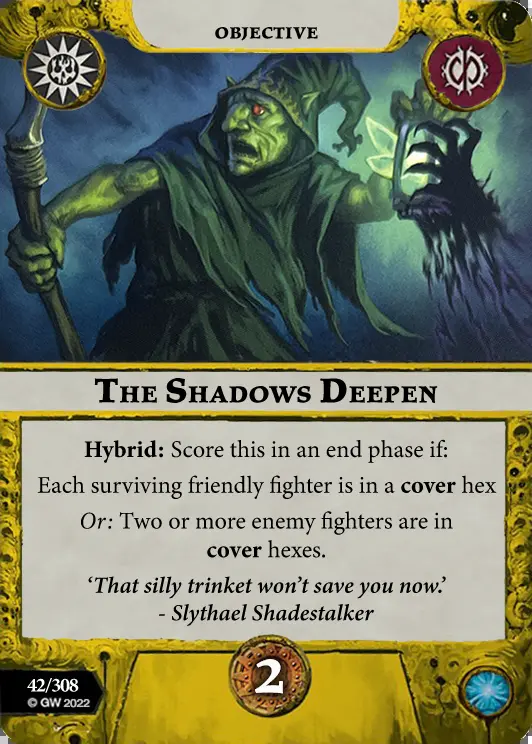 OBJECTIVE
THE SHADOWS DEEPEN
Hybrid: Score this in an end phase if:
Each surviving friendly fighter is in a cover hex
Or: Two or more enemy fighters are in
cover hexes.
‘That silly trinket won’t save you now.’
- Slythael Shadestalker
42/308
© GW 2022
2